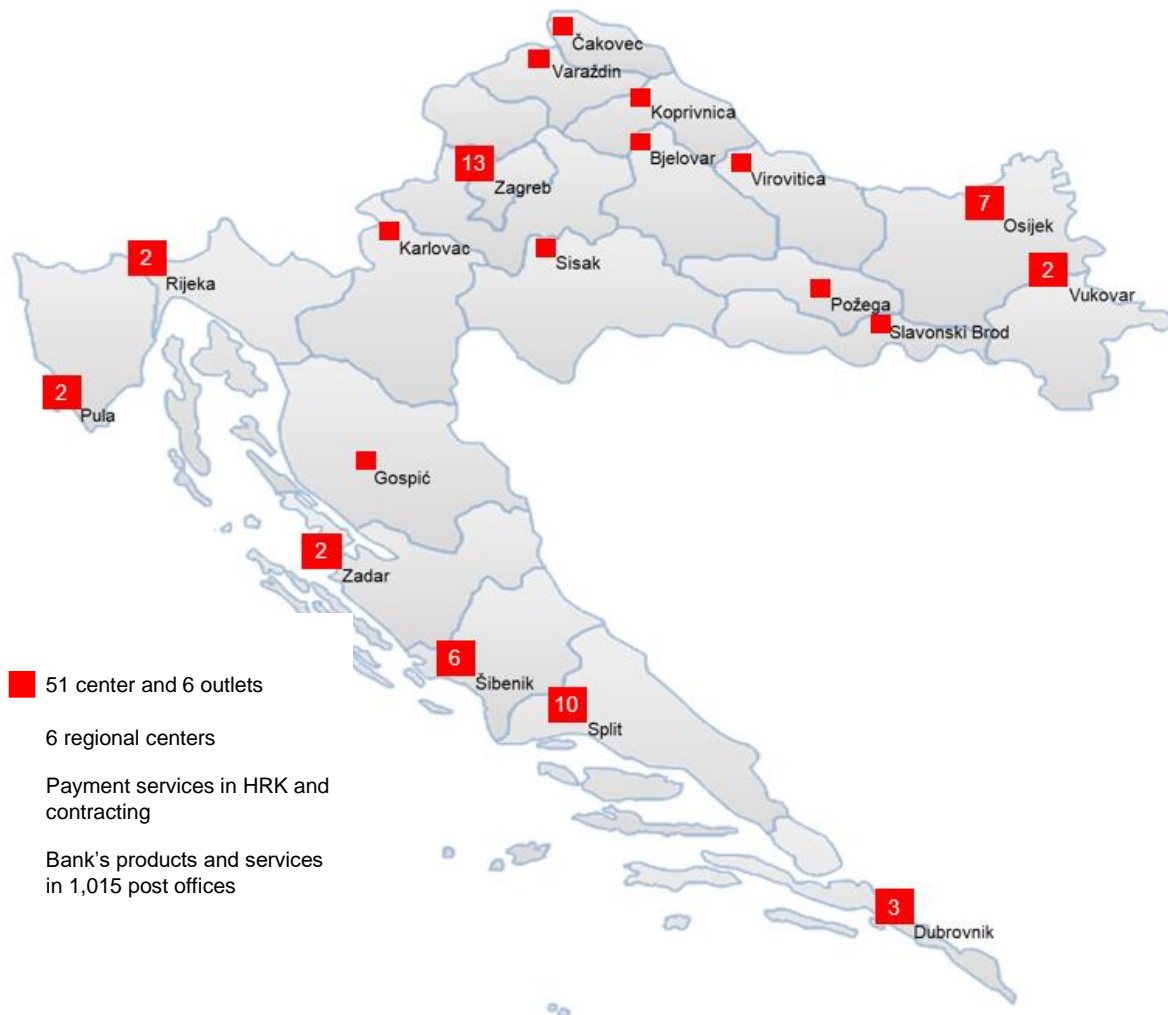 Čakovec
Varaždin
Koprivnica
Bjelovar
13
Zagreb
Virovitica
7
Osijek
Karlovac
Sisak
2
Rijeka
2
Vukovar
Požega
Slavonski Brod
2
Pula
Gospić
2
Zadar
6
Šibenik
10
Split
51 center and 6 outlets
6 regional centers
Payment services in HRK and
contracting
Bank's products and services
in 1,015 post offices
3
Dubrovnik